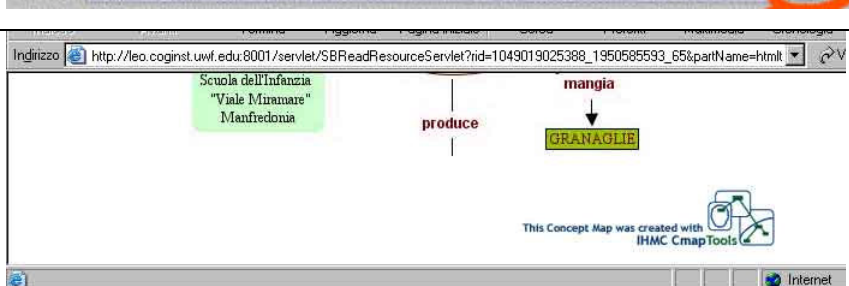 Indirizzo http://leo.coginst.uwf.edu:8001/servlet/SBReadResourceServlet?rid=1049019025388_1950585593_65&partName=htmlt
Scuola dell'Infanzia
"Viale Miramare"
Manfredonia
mangia
produce
GRANAGLIE
This Concept Map was created with
IHMC CmapTools
Internet